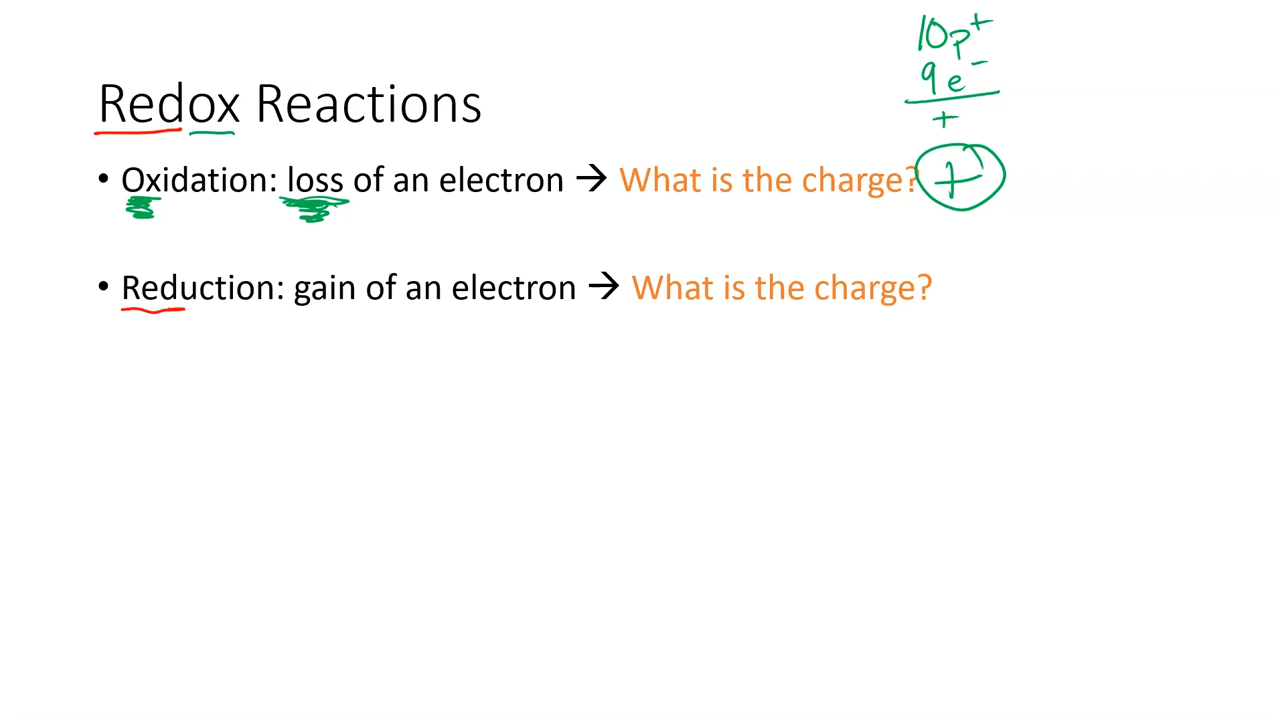 10p+
9e-
+
Redox Reactions
• Oxidation: loss of an electron → What is the charge? +
• Reduction: gain of an electron → What is the charge?